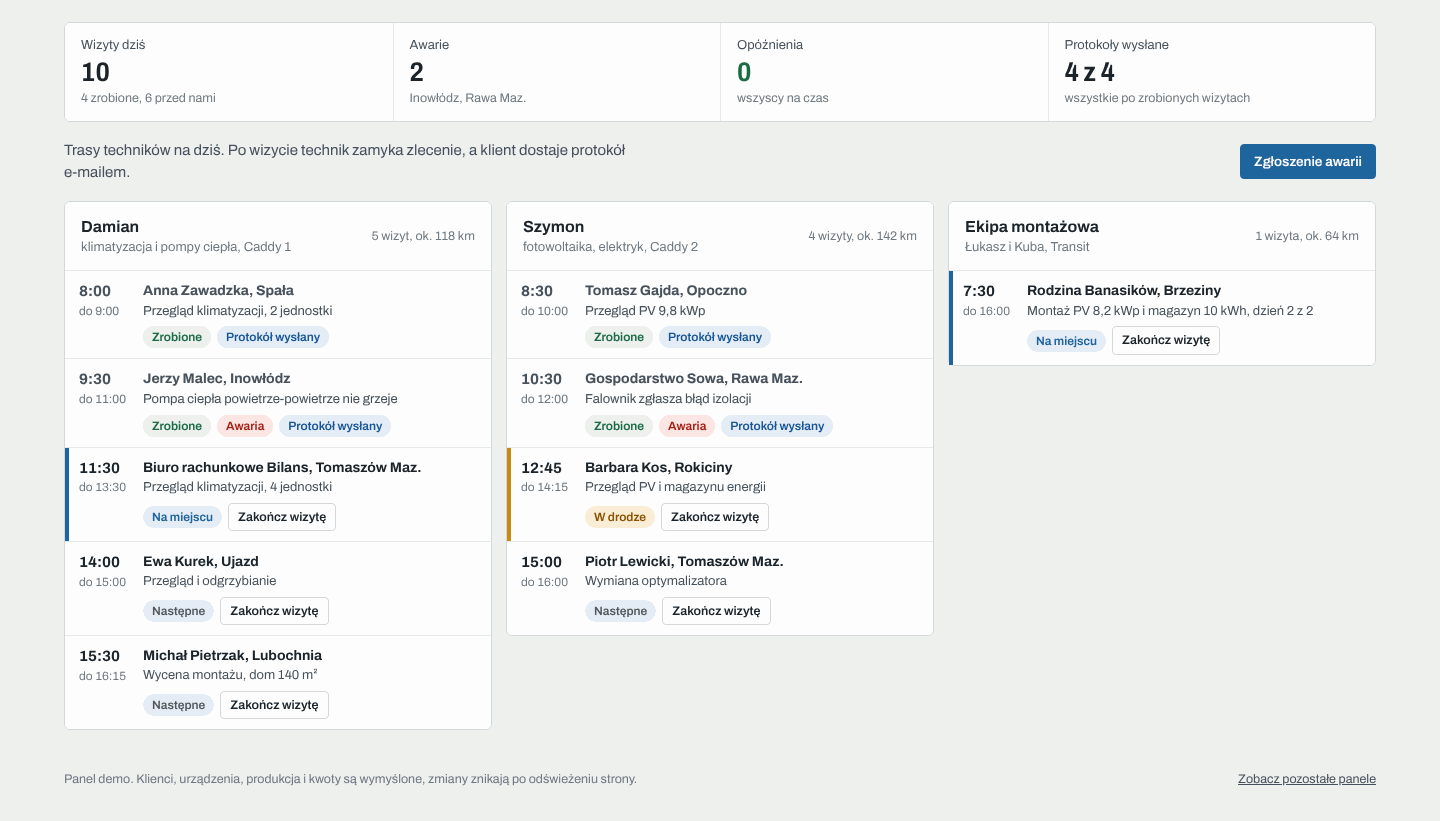 Wizyty dziś
10
4 zrobione, 6 przed nami
Awarie
2
Inowłódz, Rawa Maz.
Opóźnienia
0
wszyscy na czas
Protokoły wysłane
4 z 4
wszystkie po zrobionych wizytach
Trasy techników na dziś. Po wizycie technik zamyka zlecenie, a klient dostaje protokół
e-mailem.
Zgłoszenie awarii
Damian
klimatyzacja i pompy ciepła, Caddy 1
5 wizyt, ok. 118 km
8:00
do 9:00
Anna Zawadzka, Spała
Przegląd klimatyzacji, 2 jednostki
Zrobione
Protokół wysłany
9:30
do 11:00
Jerzy Malec, Inowłódz
Pompa ciepła powietrze-powietrze nie grzeje
Zrobione
Awaria
Protokół wysłany
11:30
do 13:30
Biuro rachunkowe Bilans, Tomaszów Maz.
Przegląd klimatyzacji, 4 jednostki
Na miejscu
Zakończ wizytę
14:00
do 15:00
Ewa Kurek, Ujazd
Przegląd i odgrzybianie
Następne
Zakończ wizytę
15:30
do 16:15
Michał Pietrzak, Lubochnia
Wycena montażu, dom 140 m²
Następne
Zakończ wizytę
Szymon
fotowoltaika, elektryk, Caddy 2
4 wizyty, ok. 142 km
8:30
do 10:00
Tomasz Gajda, Opoczno
Przegląd PV 9,8 kWp
Zrobione
Protokół wysłany
10:30
do 12:00
Gospodarstwo Sowa, Rawa Maz.
Falownik zgłasza błąd izolacji
Zrobione
Awaria
Protokół wysłany
12:45
do 14:15
Barbara Kos, Rokiciny
Przegląd PV i magazynu energii
W drodze
Zakończ wizytę
15:00
do 16:00
Piotr Lewicki, Tomaszów Maz.
Wymiana optymalizatora
Następne
Zakończ wizytę
Ekipa montażowa
Łukasz i Kuba, Transit
1 wizyta, ok. 64 km
7:30
do 16:00
Rodzina Banasików, Brzeziny
Montaż PV 8,2 kWp i magazyn 10 kWh, dzień 2 z 2
Na miejscu
Zakończ wizytę
Panel demo. Klienci, urządzenia, produkcja i kwoty są wymyślone, zmiany znikają po odświeżeniu strony.
Zobacz pozostałe panele